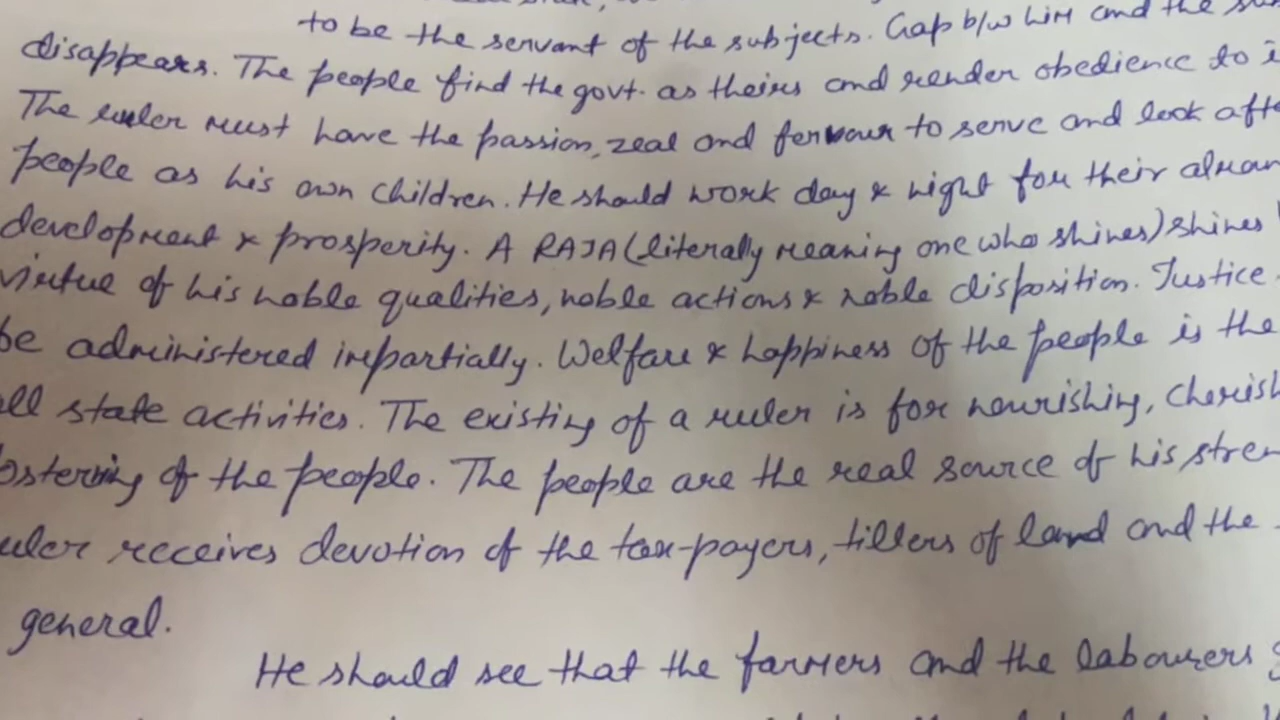 to be the servant of the subjects. Gap b/w him and the
disappears. The people find the govt. as theirs and render obedience to
The ruler must have the passion, zeal and fervour to serve and look
people as his own children. He should work day & night for their
development & prosperity. A RAJA (literally meaning one who shines) shines
virtue of his noble qualities, noble actions & noble disposition. Justice
be administered impartially. Welfare & happiness of the people is the
state activities. The existing of a ruler is for nourishing,
of the people. The people are the real source of his
receives devotion of the tax-payers, tillers of land and the
general.
He should see that the farmers and the labourers